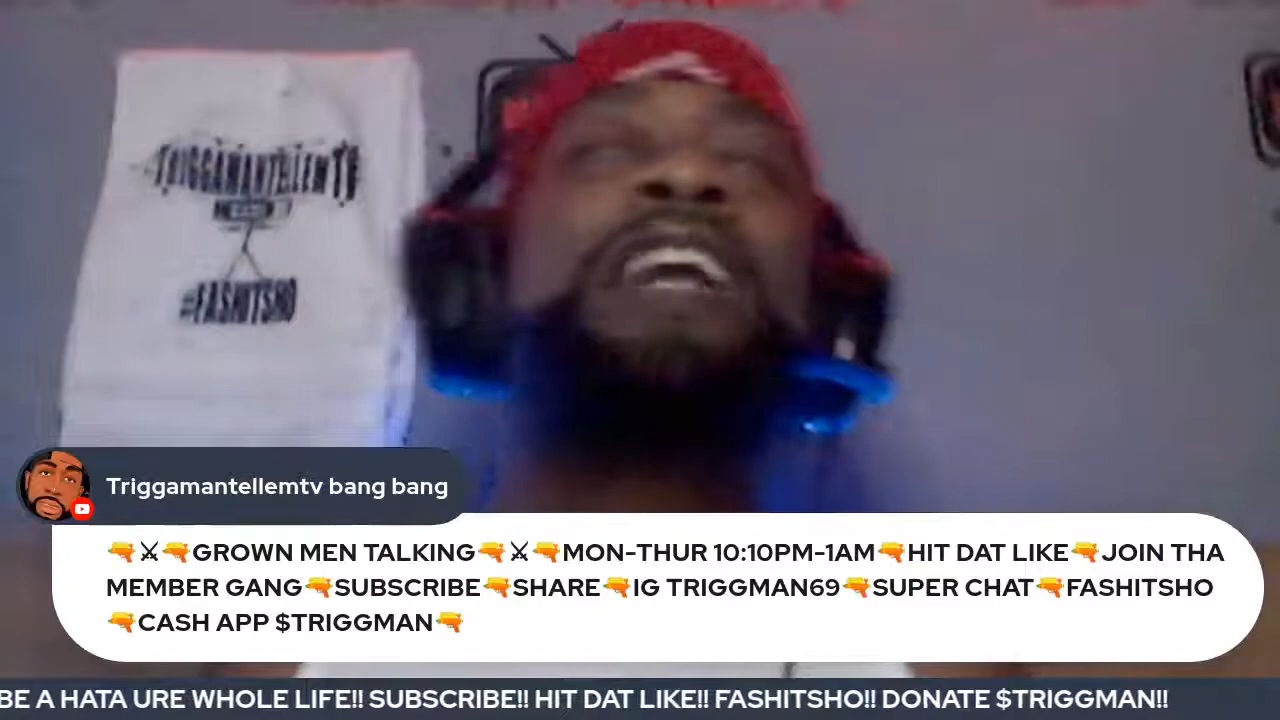 TRIGGAMANTELLEMTV
#FASHITSHO
Triggamantellemtv bang bang
🔫⚔🔫GROWN MEN TALKING🔫⚔🔫MON-THUR 10:10PM-1AM🔫HIT DAT LIKE🔫JOIN THA
MEMBER GANG🔫SUBSCRIBE🔫SHARE🔫IG TRIGGMAN69🔫SUPER CHAT🔫FASHITSHO
🔫CASH APP $TRIGGMAN🔫
BE A HATA URE WHOLE LIFE!! SUBSCRIBE!! HIT DAT LIKE!! FASHITSHO!! DONATE $TRIGGMAN!!